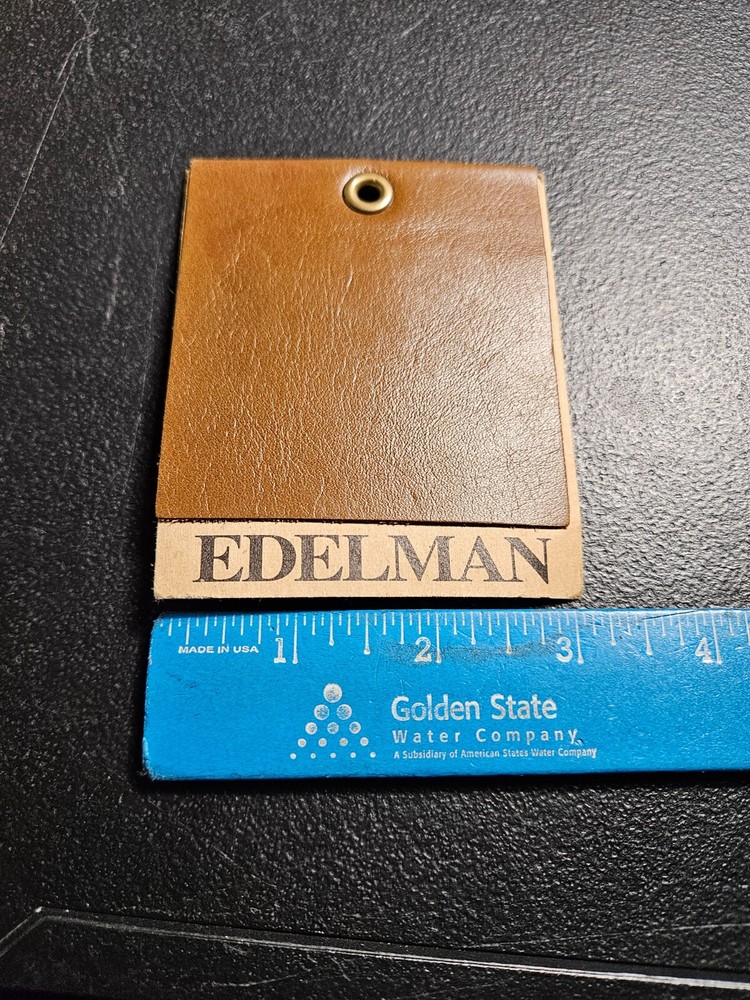 EDELMAN
1 2 3 4
MADE IN USA
Golden State
Water Company
A Subsidiary of American States Water Company